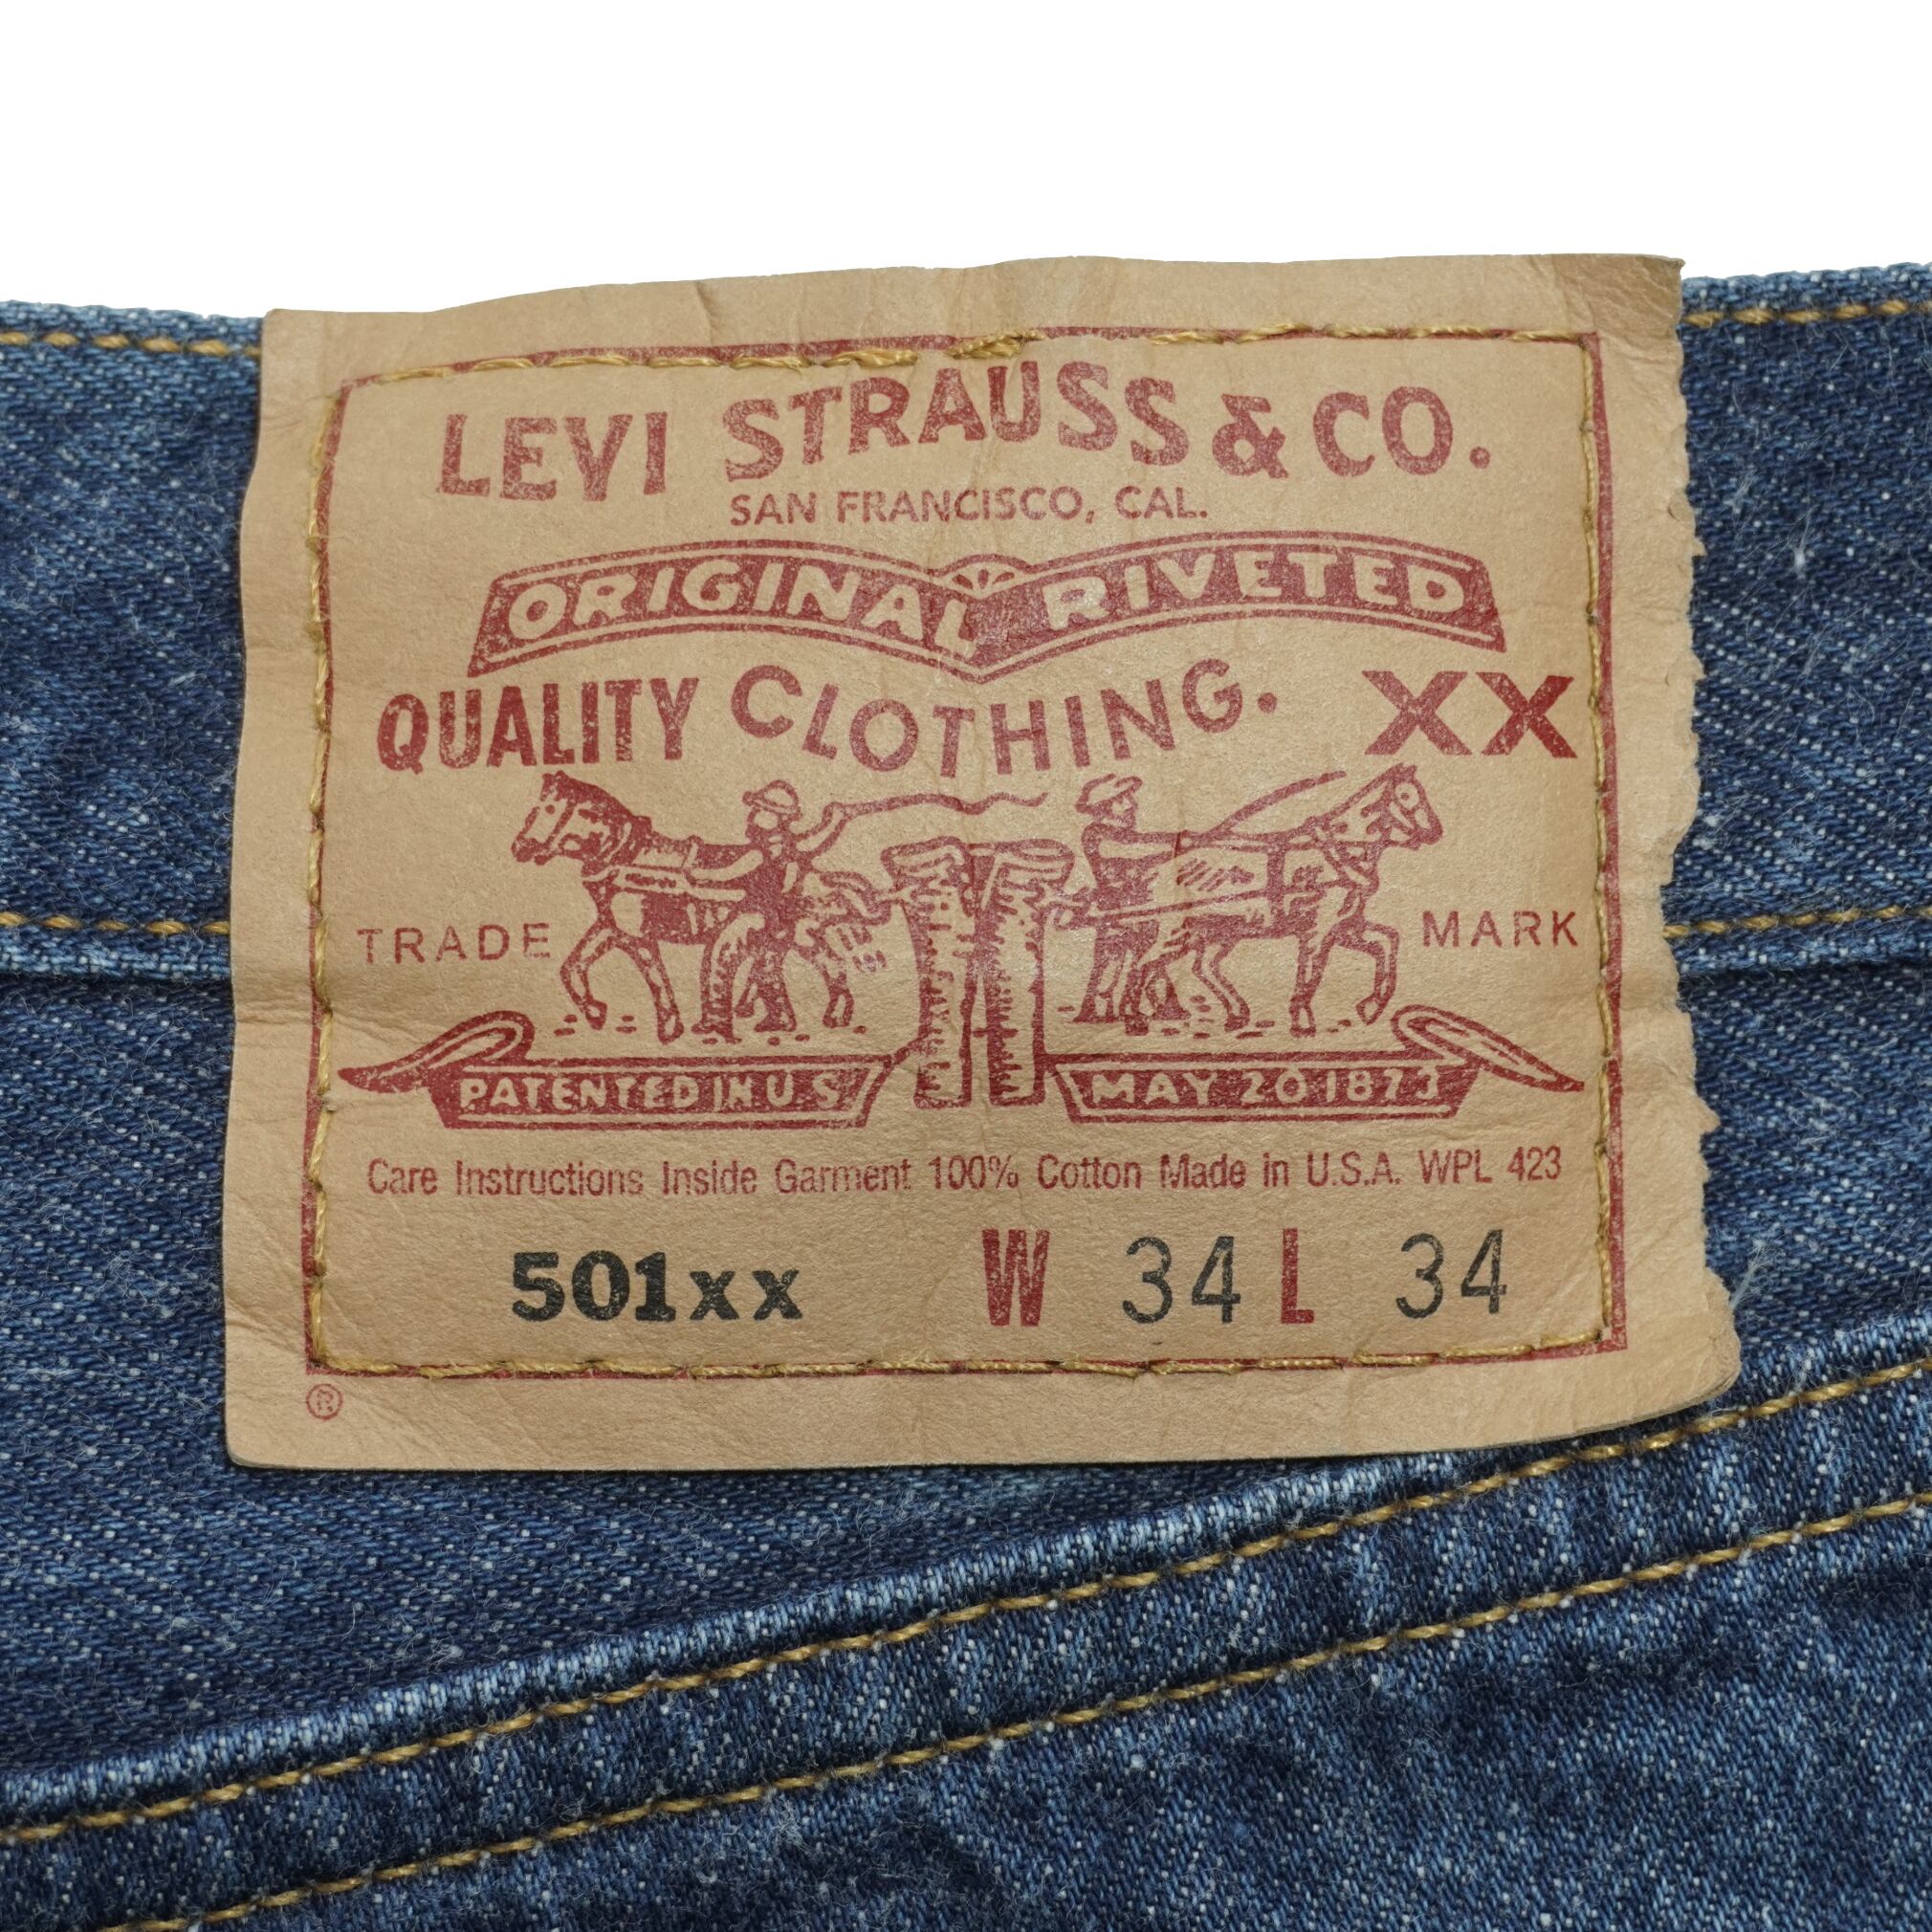 LEVI STRAUSS & CO.
SAN FRANCISCO, CAL.
ORIGINAL RIVETED
QUALITY CLOTHING. XX
TRADE MARK
PATENTED IN U.S. MAY 20 1873
Care Instructions Inside Garment 100% Cotton Made in U.S.A. WPL 423
501xx W 34 L 34
®